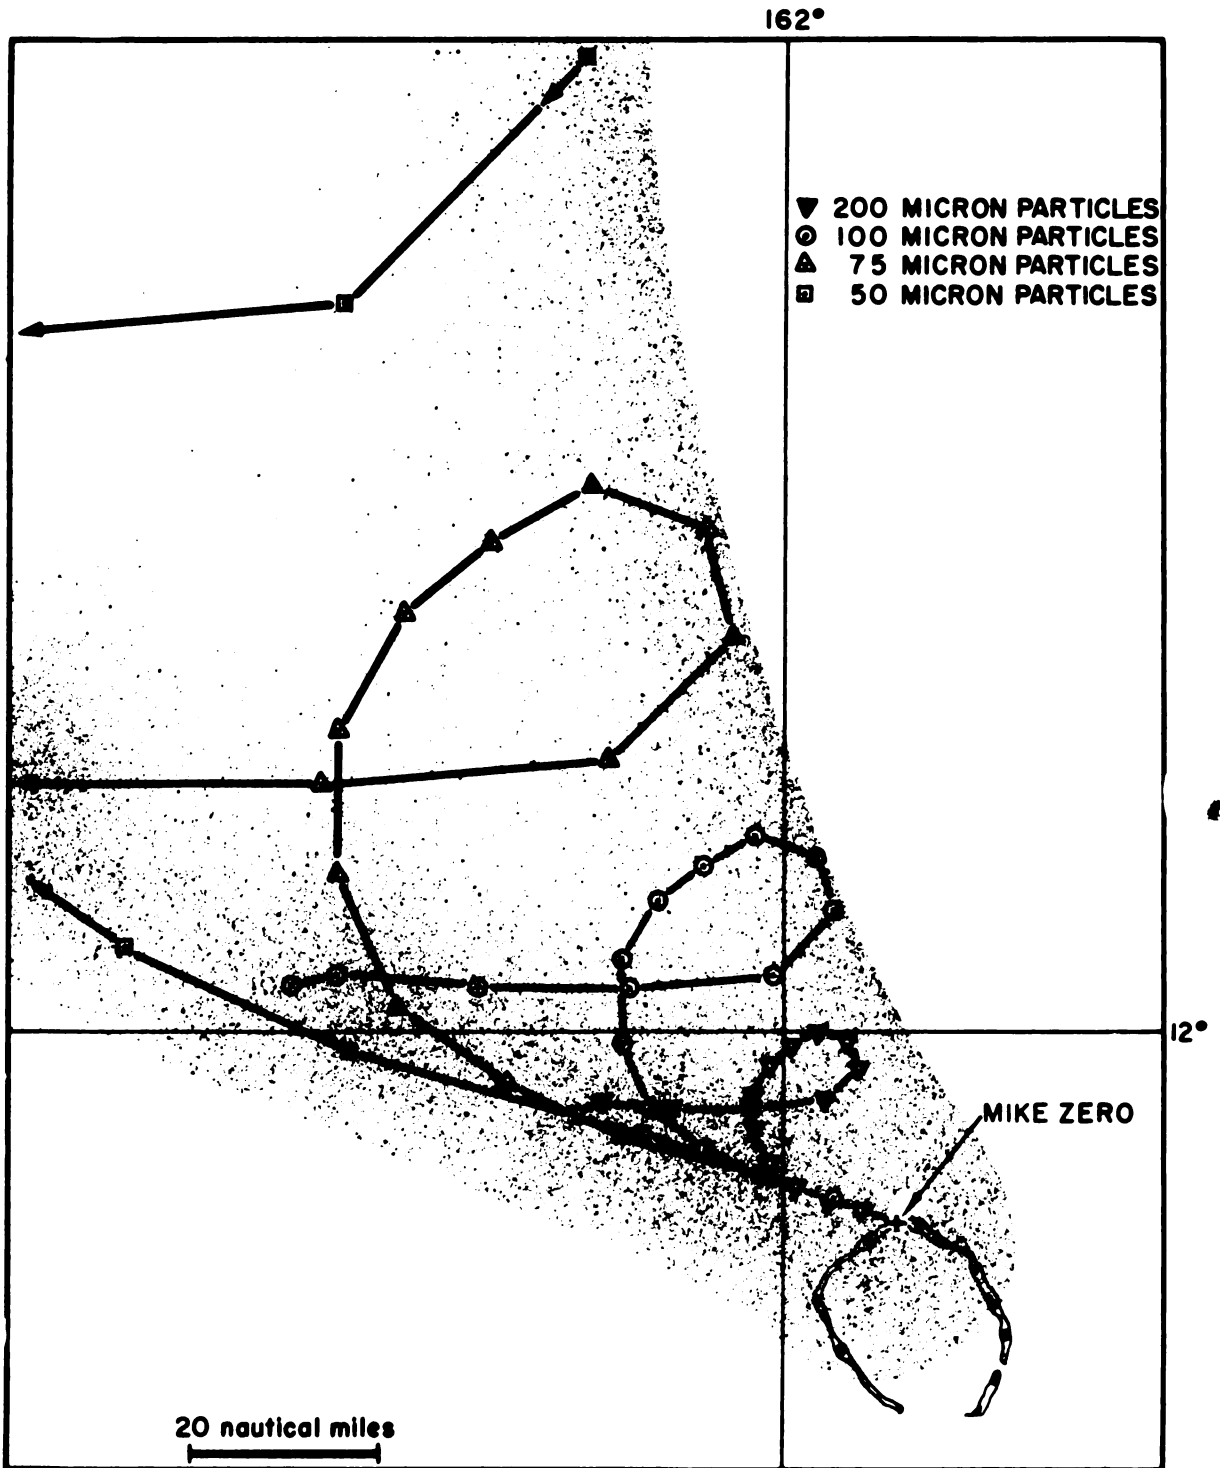 162°
200 MICRON PARTICLES
100 MICRON PARTICLES
75 MICRON PARTICLES
50 MICRON PARTICLES
12°
MIKE ZERO
20 nautical miles